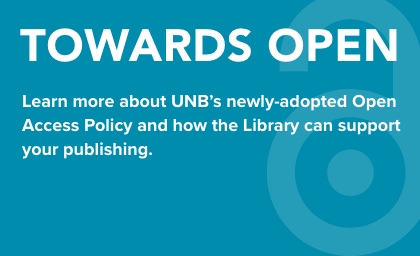 TOWARDS OPEN
Learn more about UNB’s newly-adopted Open
Access Policy and how the Library can support
your publishing.